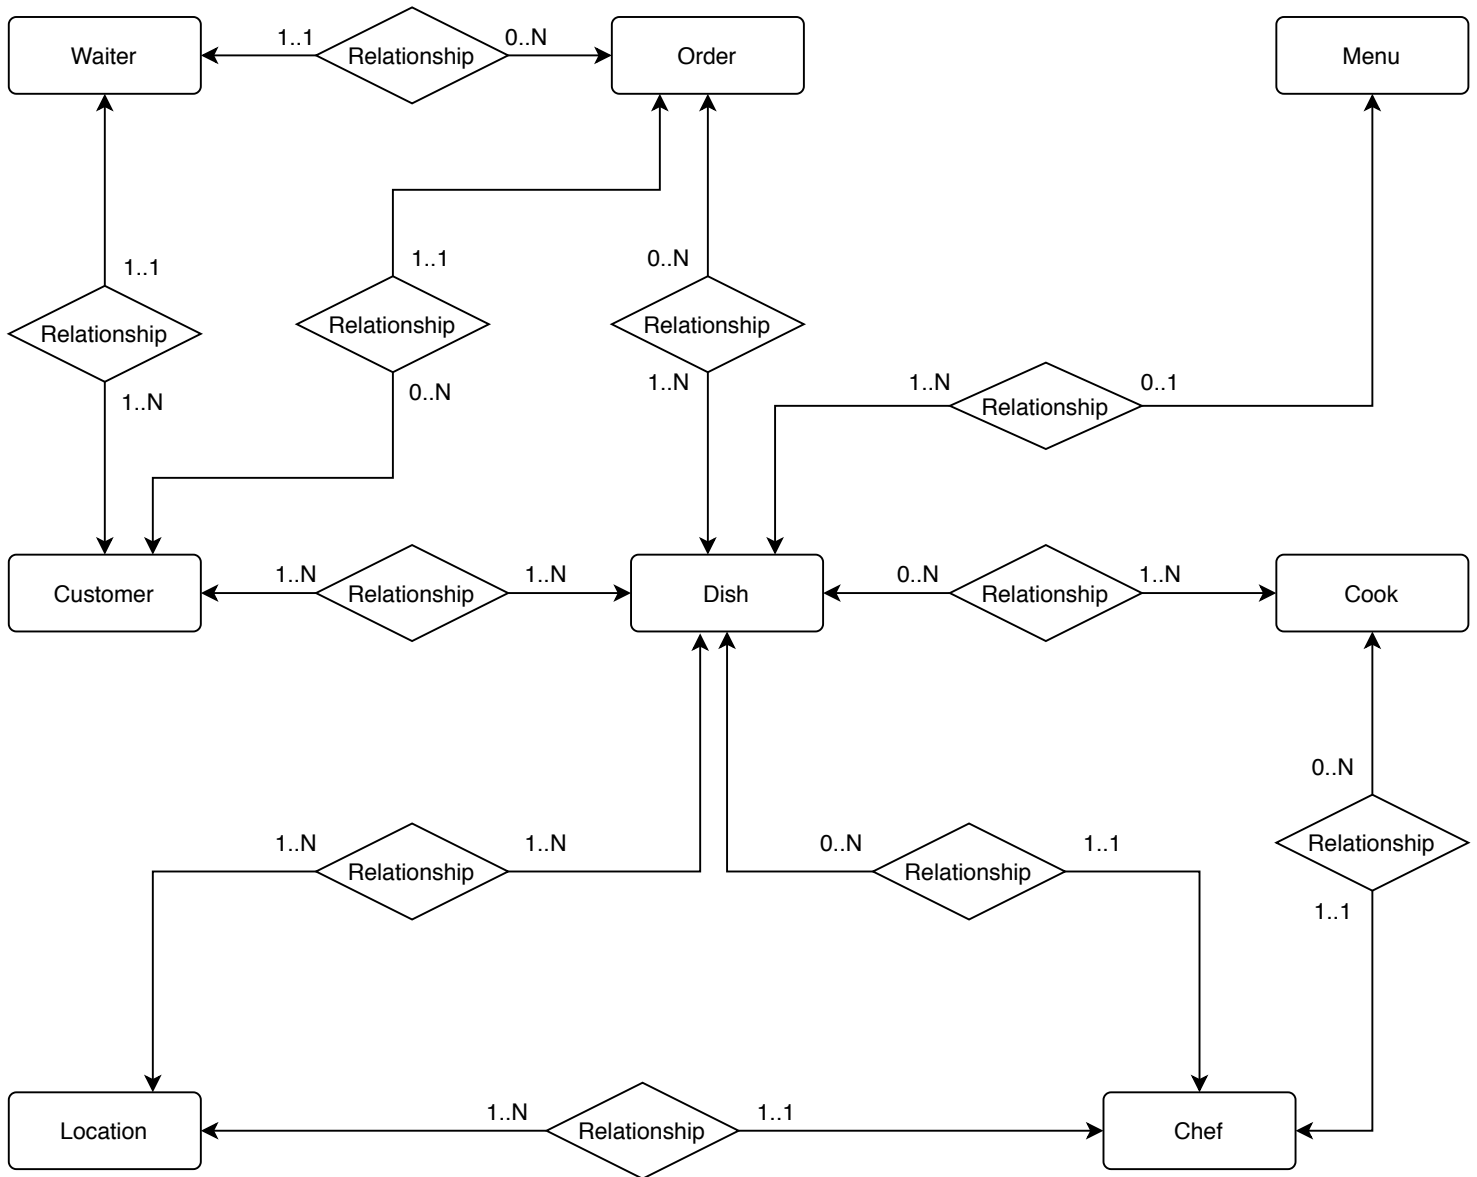 Waiter
1..1
Relationship
0..N
Order
Menu
1..1
Relationship
1..N
1..1
Relationship
0..N
0..N
Relationship
1..N
1..N
Relationship
0..1
Customer
1..N
Relationship
1..N
Dish
0..N
Relationship
1..N
Cook
1..N
Relationship
1..N
0..N
Relationship
1..1
0..N
Relationship
1..1
Location
1..N
Relationship
1..1
Chef